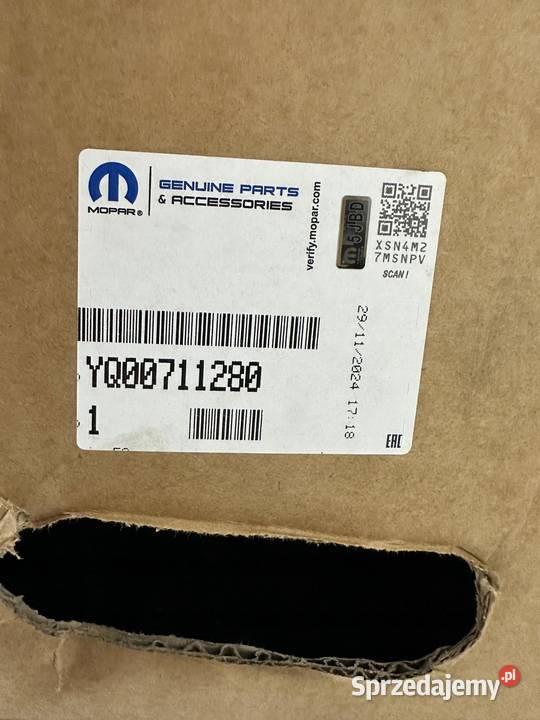 MOPAR®
GENUINE PARTS
& ACCESSORIES
verify.mopar.com
5JBD
XSN4M2
7MSNPV
SCAN!
29/11/2024 17:18
YQ00711280
1
EAC
Sprzedajemy.pl